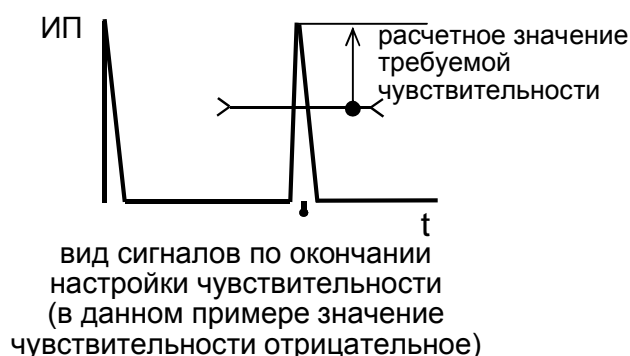 ИП
расчетное значение
требуемой
чувствительности
t
вид сигналов по окончании
настройки чувствительности
(в данном примере значение
чувствительности отрицательное)